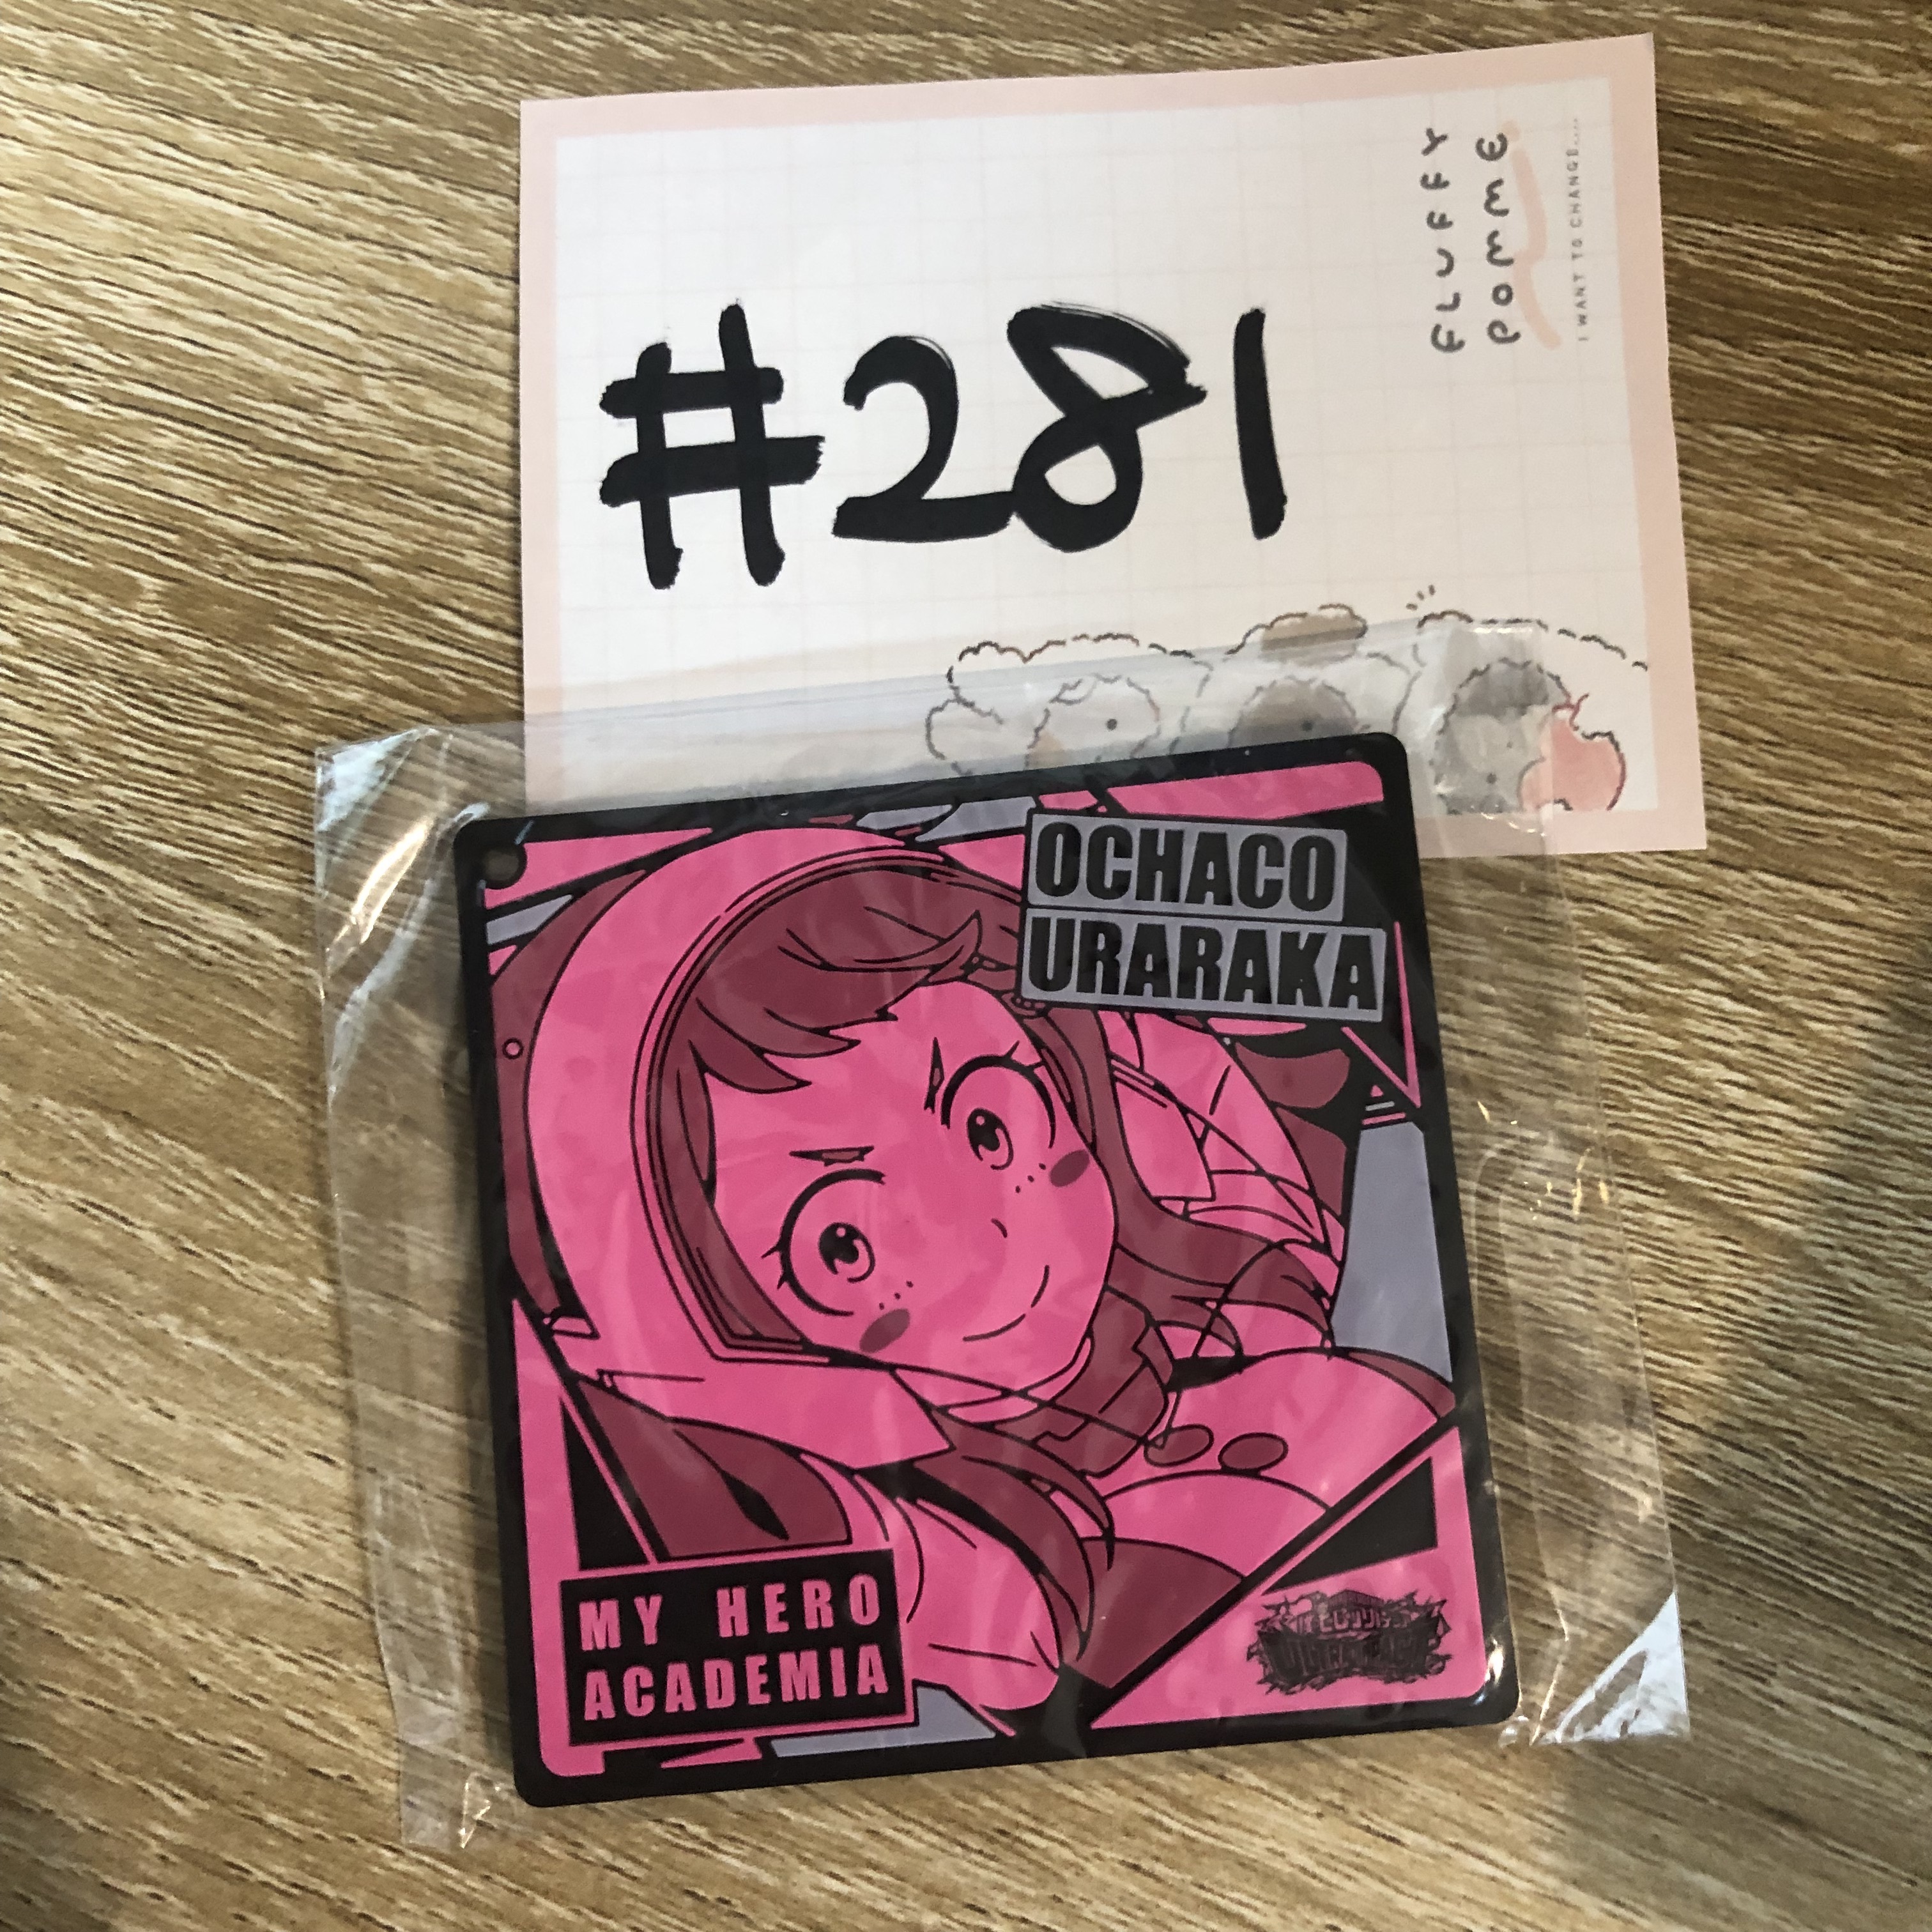 #281
FLUFFY
POMME
I WANT TO CHANGE....
OCHACO
URARAKA
MY HERO
ACADEMIA